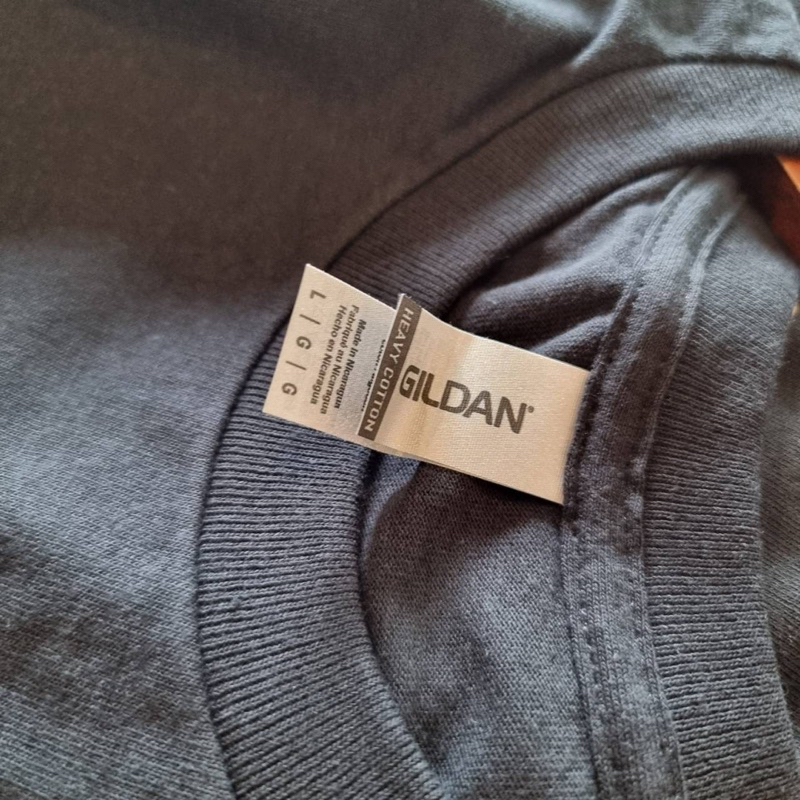 GILDAN®
HEAVY COTTON
Made in Nicaragua
Fabriqué au Nicaragua
Hecho en Nicaragua
L | G | G